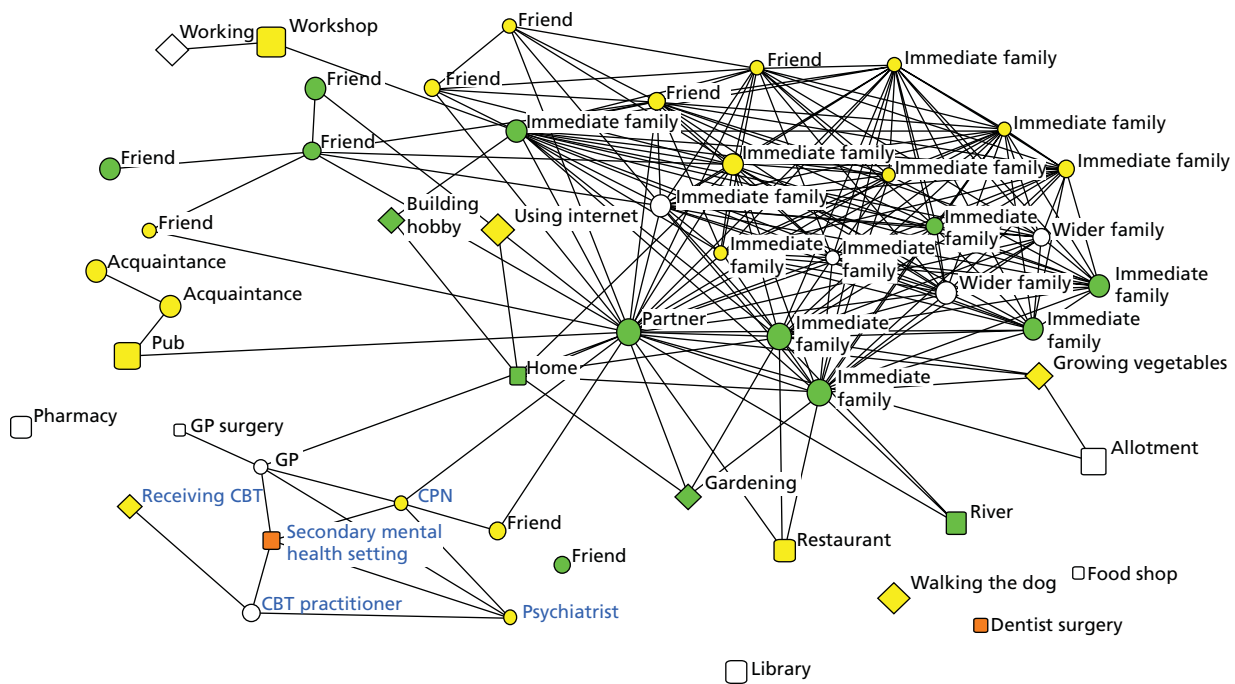 Friend
Working
Workshop
Friend
Immediate family
Friend
Friend
Friend
Immediate family
Immediate family
Friend
Immediate family
Immediate family
Friend
Immediate family
Immediate family
Building
hobby
Using internet
Immediate
family
Wider family
Friend
Immediate
family
Immediate
family
Acquaintance
Wider family
Immediate
family
Acquaintance
Partner
Immediate
family
Immediate
family
Pub
Home
Growing vegetables
Immediate
family
Pharmacy
GP surgery
Allotment
GP
Gardening
Receiving CBT
CPN
River
Friend
Secondary mental
health setting
Restaurant
Friend
Food shop
Walking the dog
CBT practitioner
Psychiatrist
Dentist surgery
Library